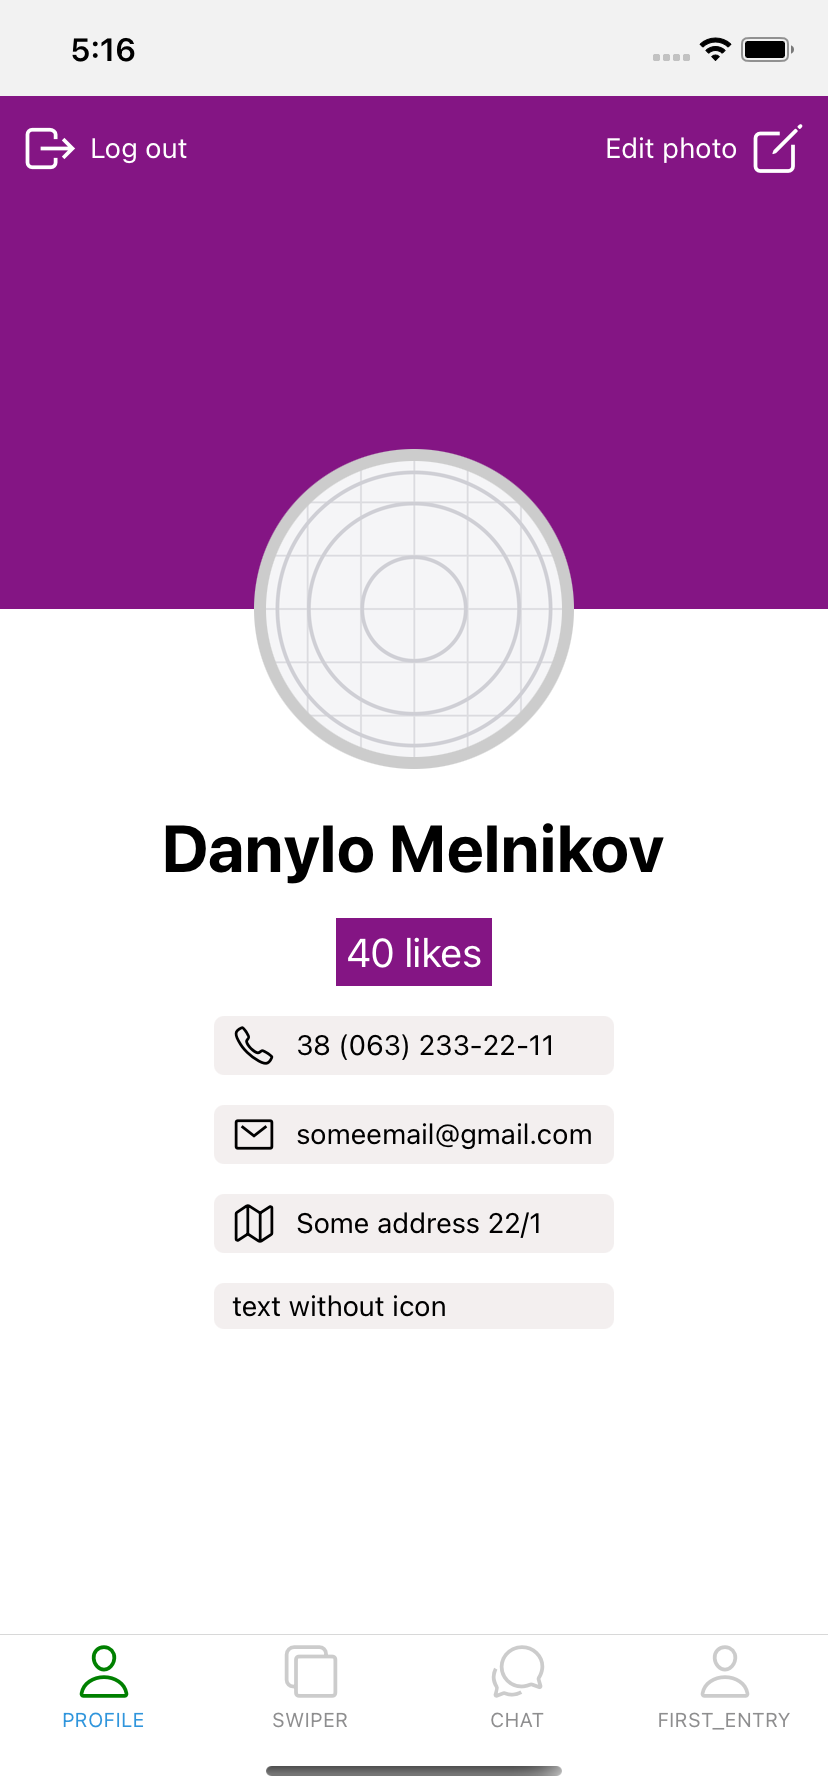 5:16
Log out
Edit photo
Danylo Melnikov
40 likes
38 (063) 233-22-11
someemail@gmail.com
Some address 22/1
text without icon
PROFILE
SWIPER
CHAT
FIRST_ENTRY